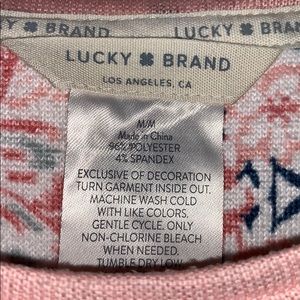 BRAND LUCKY BRAND
LUCKY BRAND
LOS ANGELES, CA
M/M
Made in China
96% POLYESTER
4% SPANDEX
EXCLUSIVE OF DECORATION
TURN GARMENT INSIDE OUT.
MACHINE WASH COLD
WITH LIKE COLORS.
GENTLE CYCLE. ONLY
NON-CHLORINE BLEACH
WHEN NEEDED.
TUMBLE DRY LOW